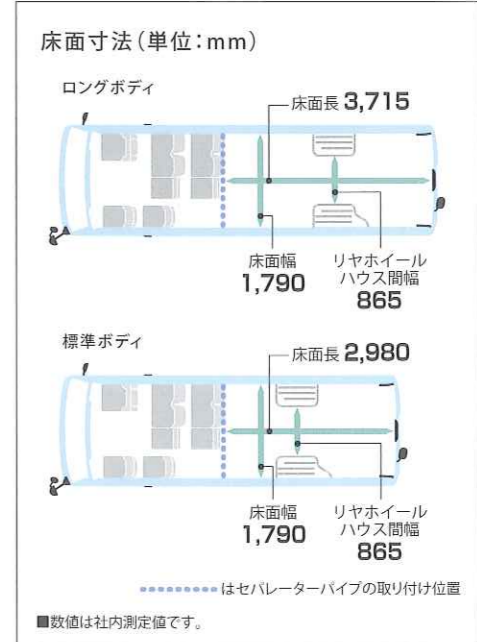 床面寸法（単位：mm）
ロングボディ
床面長 3,715
床面幅
1,790
リヤホイール
ハウス間幅
865
標準ボディ
床面長 2,980
床面幅
1,790
リヤホイール
ハウス間幅
865
はセパレーターパイプの取り付け位置
■数値は社内測定値です。